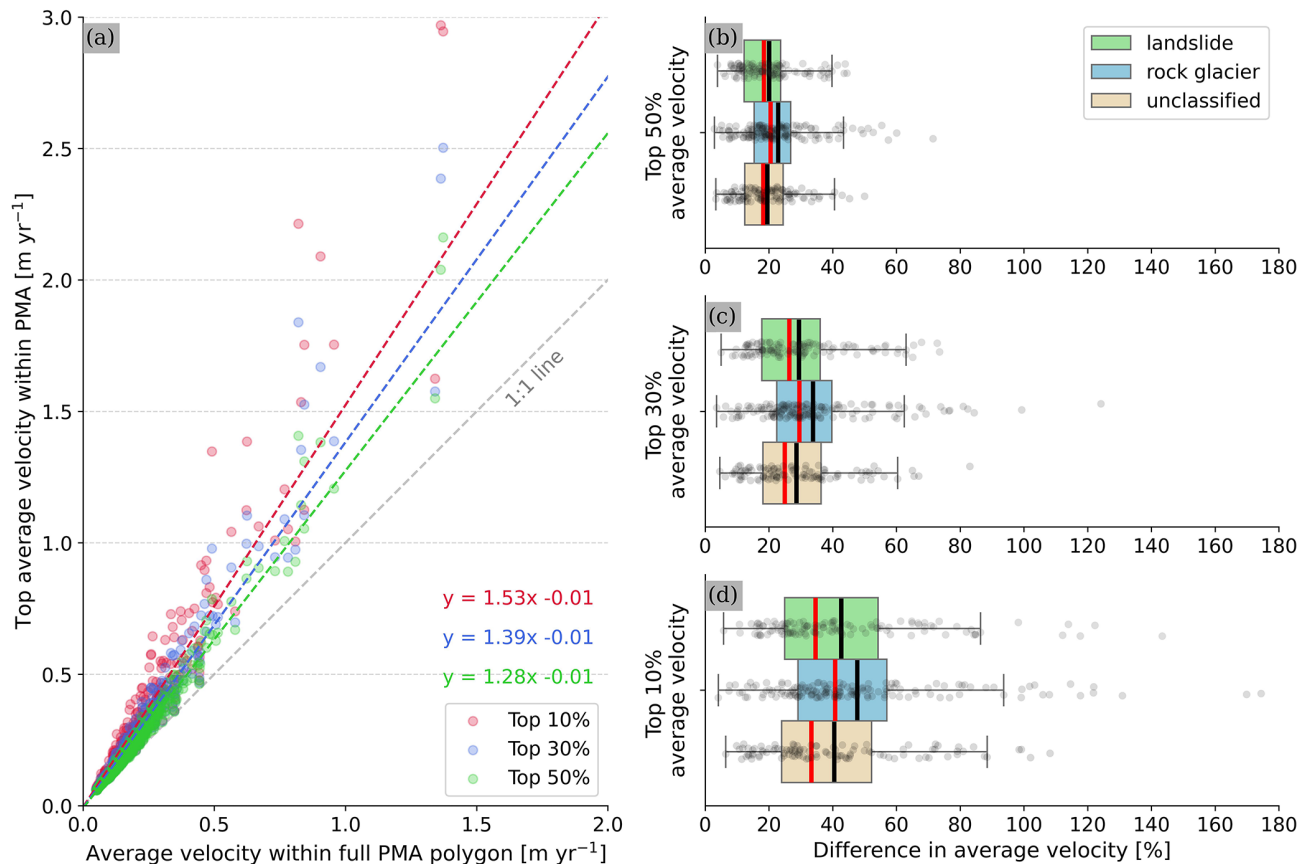 (a)
3.0
2.5
2.0
1.5
1.0
0.5
0.0
Top average velocity within PMA [m yr⁻¹]
1:1 line
y = 1.53x -0.01
y = 1.39x -0.01
y = 1.28x -0.01
Top 10%
Top 30%
Top 50%
0.0 0.5 1.0 1.5 2.0
Average velocity within full PMA polygon [m yr⁻¹]
(b)
landslide
rock glacier
unclassified
Top 50%
average velocity
0 20 40 60 80 100 120 140 160 180
(c)
Top 30%
average velocity
0 20 40 60 80 100 120 140 160 180
(d)
Top 10%
average velocity
0 20 40 60 80 100 120 140 160 180
Difference in average velocity [%]